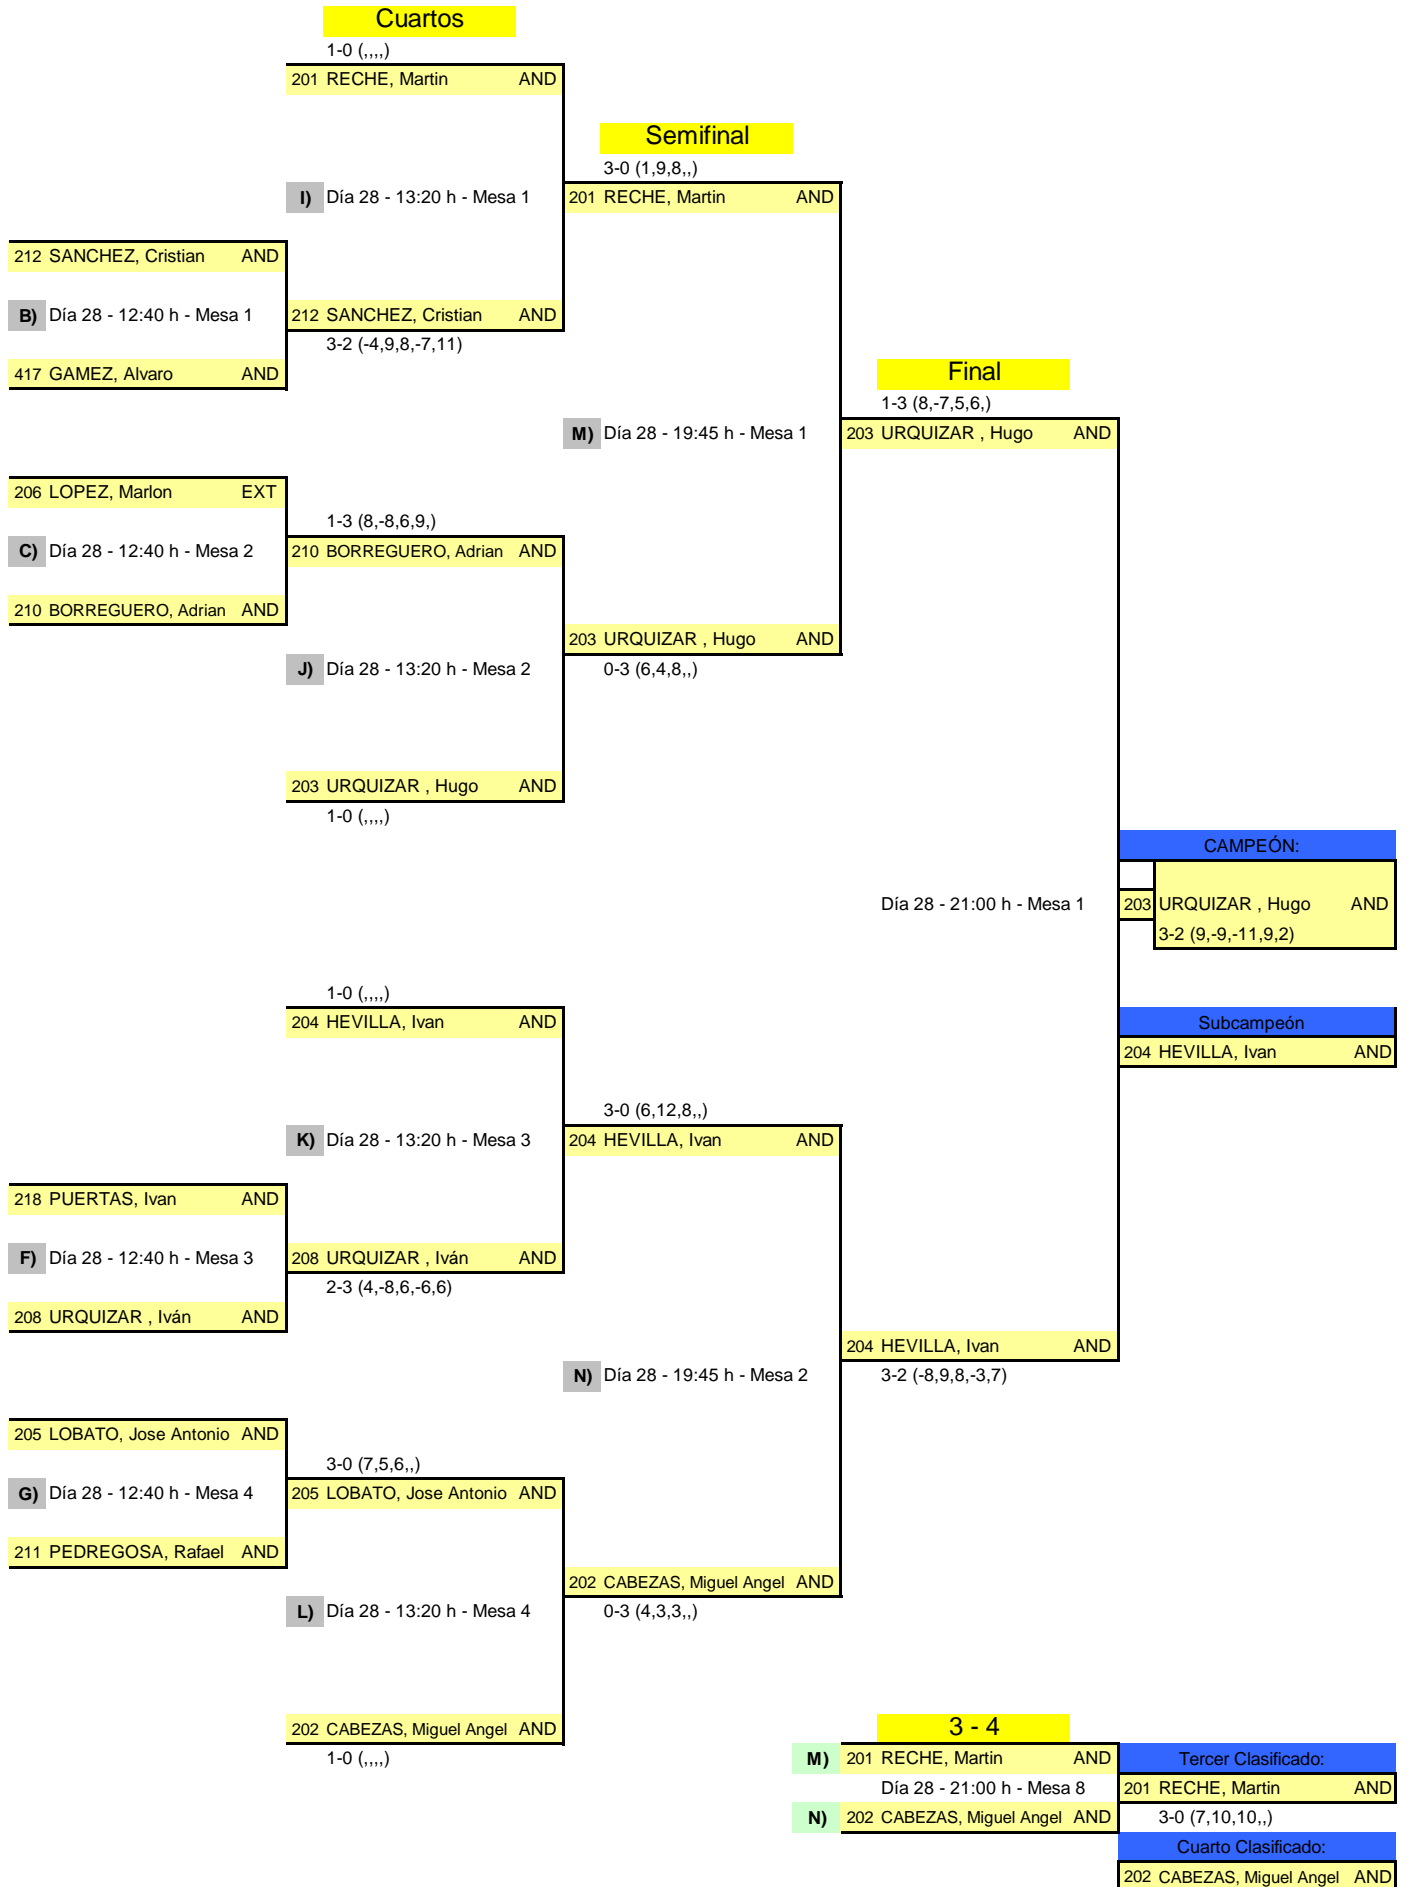 Cuartos
1-0 (,,,,)
201 RECHE, Martin AND
Semifinal
3-0 (1,9,8,,)
I) Día 28 - 13:20 h - Mesa 1
201 RECHE, Martin AND
212 SANCHEZ, Cristian AND
B) Día 28 - 12:40 h - Mesa 1
212 SANCHEZ, Cristian AND
3-2 (-4,9,8,-7,11)
417 GAMEZ, Alvaro AND
Final
1-3 (8,-7,5,6,)
M) Día 28 - 19:45 h - Mesa 1
203 URQUIZAR , Hugo AND
206 LOPEZ, Marlon EXT
1-3 (8,-8,6,9,)
C) Día 28 - 12:40 h - Mesa 2
210 BORREGUERO, Adrian AND
210 BORREGUERO, Adrian AND
203 URQUIZAR , Hugo AND
J) Día 28 - 13:20 h - Mesa 2
0-3 (6,4,8,,)
203 URQUIZAR , Hugo AND
1-0 (,,,,)
CAMPEÓN:
Día 28 - 21:00 h - Mesa 1
203 URQUIZAR , Hugo AND
3-2 (9,-9,-11,9,2)
1-0 (,,,,)
204 HEVILLA, Ivan AND
Subcampeón
204 HEVILLA, Ivan AND
3-0 (6,12,8,,)
K) Día 28 - 13:20 h - Mesa 3
204 HEVILLA, Ivan AND
218 PUERTAS, Ivan AND
F) Día 28 - 12:40 h - Mesa 3
208 URQUIZAR , Iván AND
2-3 (4,-8,6,-6,6)
208 URQUIZAR , Iván AND
204 HEVILLA, Ivan AND
N) Día 28 - 19:45 h - Mesa 2
3-2 (-8,9,8,-3,7)
205 LOBATO, Jose Antonio AND
3-0 (7,5,6,,)
G) Día 28 - 12:40 h - Mesa 4
205 LOBATO, Jose Antonio AND
211 PEDREGOSA, Rafael AND
202 CABEZAS, Miguel Angel AND
L) Día 28 - 13:20 h - Mesa 4
0-3 (4,3,3,,)
202 CABEZAS, Miguel Angel AND
1-0 (,,,,)
3 - 4
M) 201 RECHE, Martin AND
Tercer Clasificado:
Día 28 - 21:00 h - Mesa 8
201 RECHE, Martin AND
N) 202 CABEZAS, Miguel Angel AND
3-0 (7,10,10,,)
Cuarto Clasificado:
202 CABEZAS, Miguel Angel AND